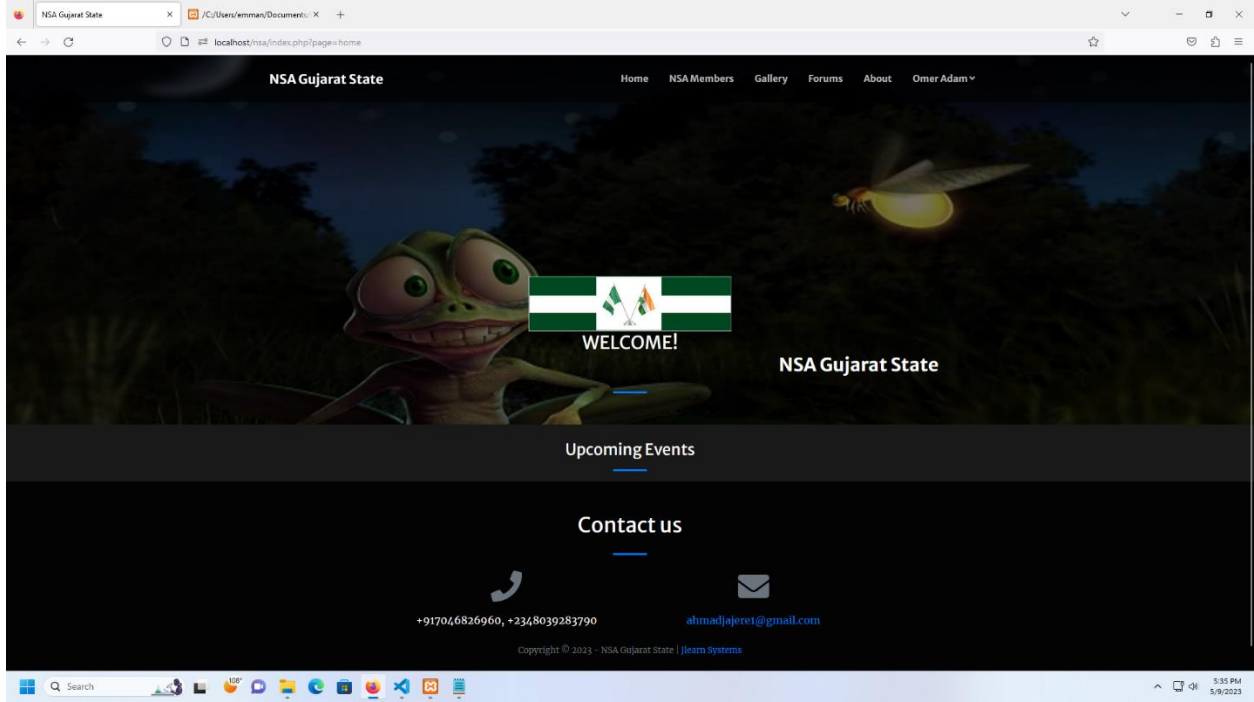 NSA Gujarat State
/C:/Users/emman/Documents/
localhost/nsa/index.php?page=home
NSA Gujarat State
Home NSA Members Gallery Forums About Omer Adam
WELCOME!
NSA Gujarat State
Upcoming Events
Contact us
+917046826960, +2348039283790
ahmadjajere1@gmail.com
Copyright © 2023 - NSA Gujarat State | Jlearn Systems
Search
108°
5:35 PM
5/9/2023